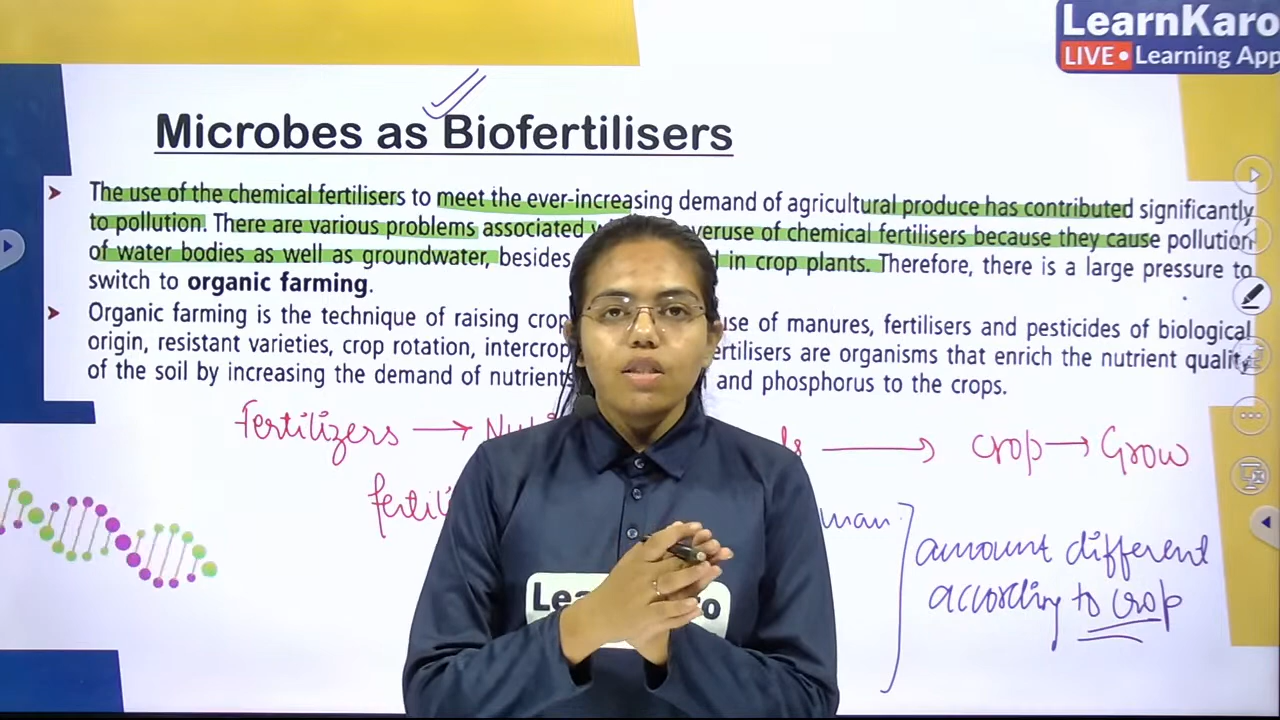 LearnKaro
LIVE • Learning App
Microbes as Biofertilisers
The use of the chemical fertilisers to meet the ever-increasing demand of agricultural produce has contributed significantly
to pollution. There are various problems associated overuse of chemical fertilisers because they cause pollution
of water bodies as well as groundwater, besides in crop plants. Therefore, there is a large pressure to
switch to organic farming.
Organic farming is the technique of raising use of manures, fertilisers and pesticides of biological
origin, resistant varieties, crop rotation, are organisms that enrich the nutrient quality
of the soil by increasing the demand of and phosphorus to the crops.
Fertilizers → → crop → Grow
amount different
according to crop